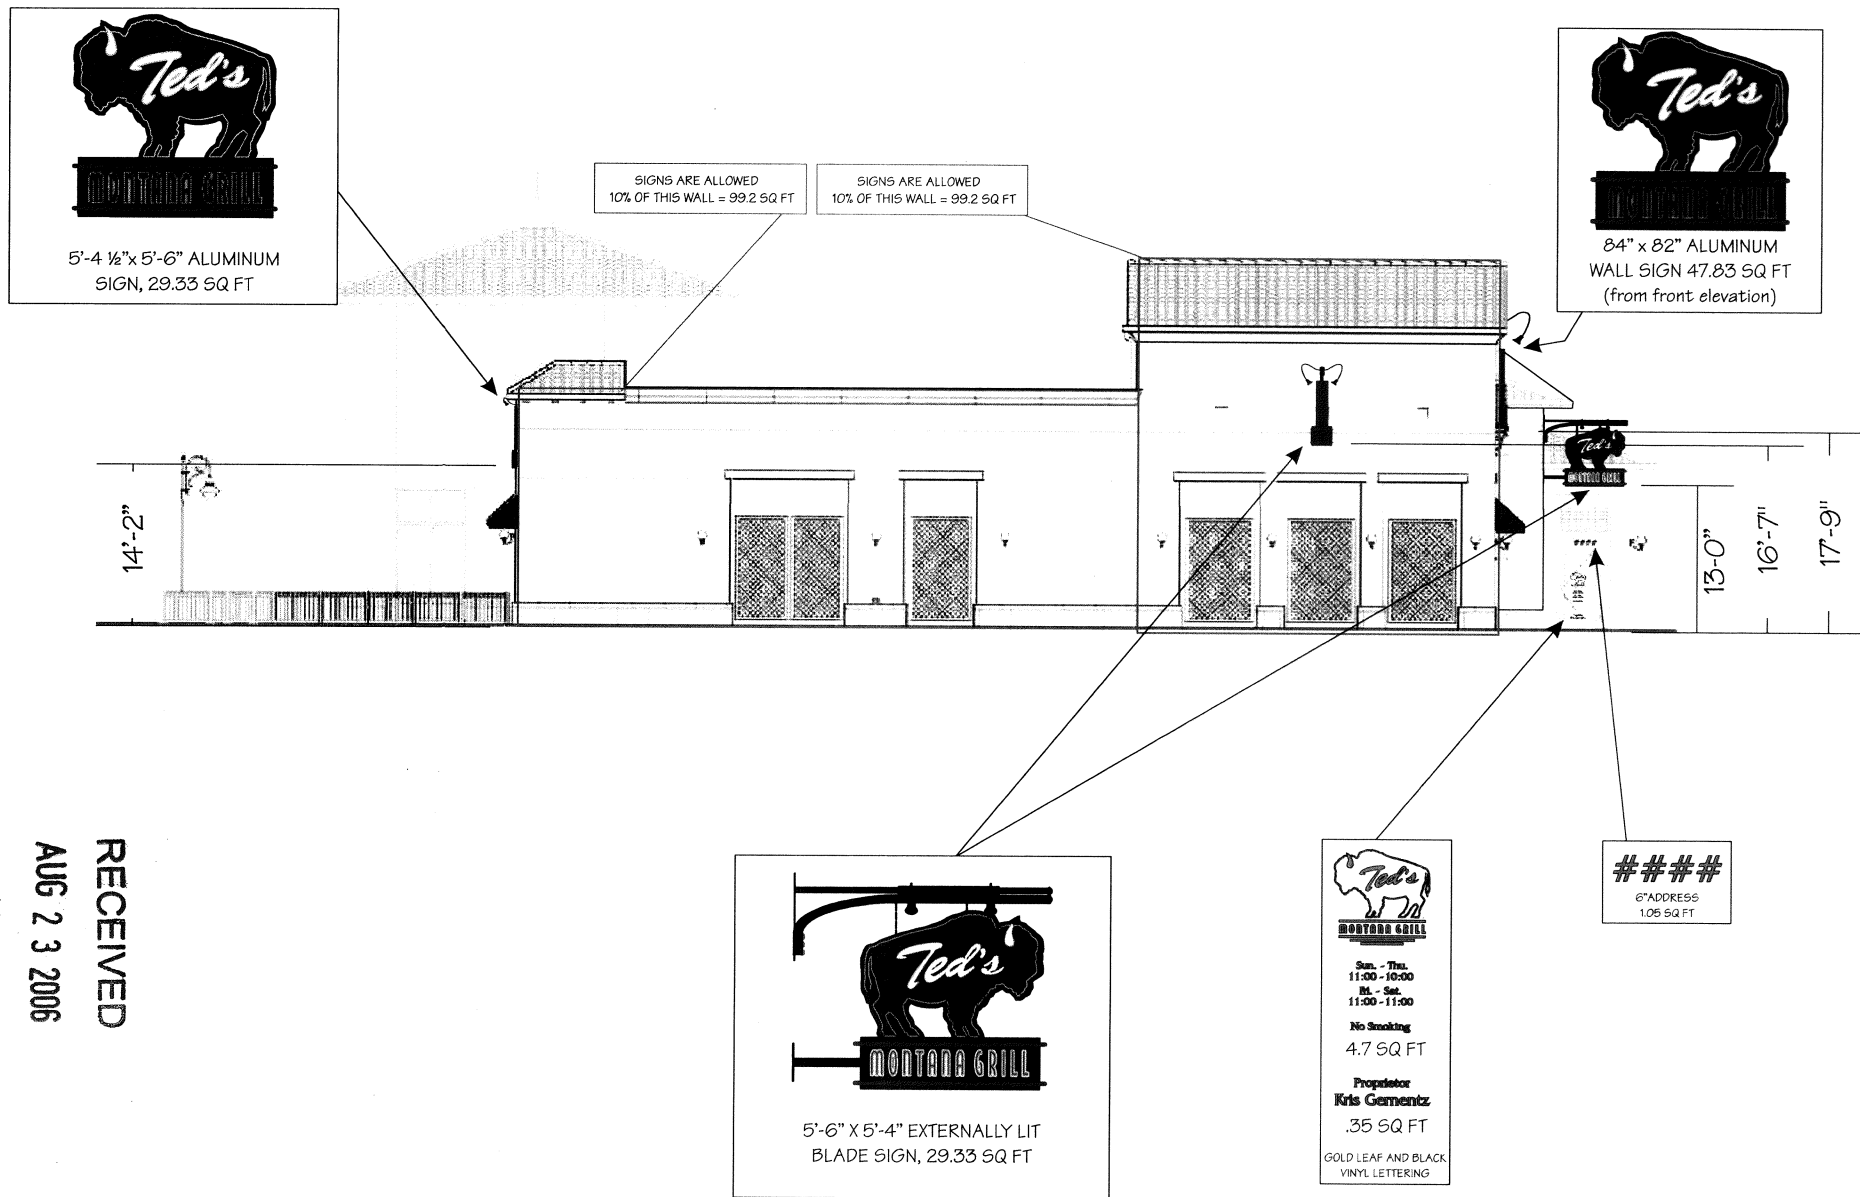 Ted's
MONTANA GRILL
5'-4 ½"x 5'-6" ALUMINUM
SIGN, 29.33 SQ FT
SIGNS ARE ALLOWED
10% OF THIS WALL = 99.2 SQ FT
SIGNS ARE ALLOWED
10% OF THIS WALL = 99.2 SQ FT
Ted's
MONTANA GRILL
84" x 82" ALUMINUM
WALL SIGN 47.83 SQ FT
(from front elevation)
Ted's
MONTANA GRILL
14'-2"
13'-0"
16'-7"
17'-9"
RECEIVED
AUG 23 2006
Ted's
MONTANA GRILL
5'-6" X 5'-4" EXTERNALLY LIT
BLADE SIGN, 29.33 SQ FT
Ted's
MONTANA GRILL
Sun. - Thu.
11:00 - 10:00
Fri. - Sat.
11:00 - 11:00
No Smoking
4.7 SQ FT
Proprietor
Kris Gementz
.35 SQ FT
GOLD LEAF AND BLACK
VINYL LETTERING
####
6"ADDRESS
1.05 SQ FT